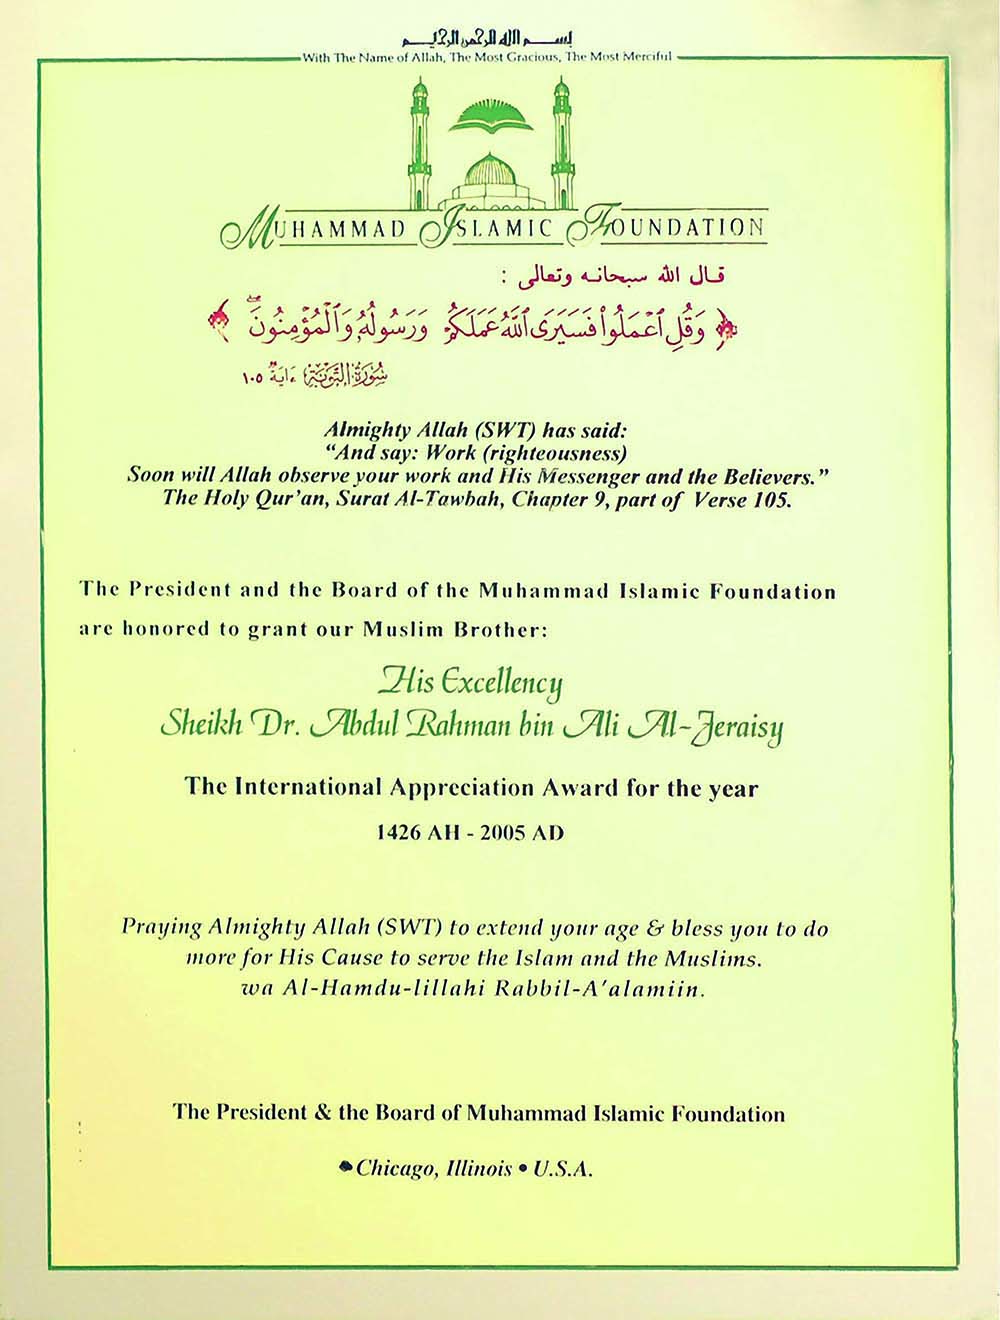 بسم الله الرحمن الرحيم
With The Name of Allah, The Most Gracious, The Most Merciful
MUHAMMAD ISLAMIC FOUNDATION
قال الله سبحانه وتعالى :
﴿ وَقُلِ ٱعْمَلُوا۟ فَسَيَرَى ٱللَّهُ عَمَلَكُمْ وَرَسُولُهُۥ وَٱلْمُؤْمِنُونَ ۖ ﴾
سُورَةُ التَّوْبَةِ ءَايَة ١٠٥
Almighty Allah (SWT) has said:
“And say: Work (righteousness)
Soon will Allah observe your work and His Messenger and the Believers.”
The Holy Qur’an, Surat Al-Tawbah, Chapter 9, part of Verse 105.
The President and the Board of the Muhammad Islamic Foundation
are honored to grant our Muslim Brother:
His Excellency
Sheikh Dr. Abdul Rahman bin Ali Al-Jeraisy
The International Appreciation Award for the year
1426 AH - 2005 AD
Praying Almighty Allah (SWT) to extend your age & bless you to do
more for His Cause to serve the Islam and the Muslims.
wa Al-Hamdu-lillahi Rabbil-A’alamiin.
The President & the Board of Muhammad Islamic Foundation
• Chicago, Illinois • U.S.A.